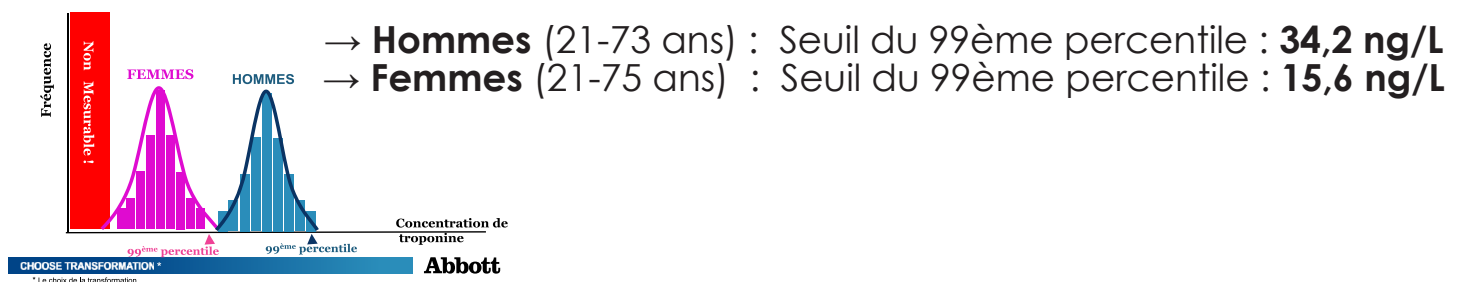 → Hommes (21-73 ans) : Seuil du 99ème percentile : 34,2 ng/L
→ Femmes (21-75 ans) : Seuil du 99ème percentile : 15,6 ng/L
Fréquence
Non Mesurable !
FEMMES
HOMMES
Concentration de
troponine
99ème percentile
99ème percentile
CHOOSE TRANSFORMATION *
Abbott
* Le choix de la transformation